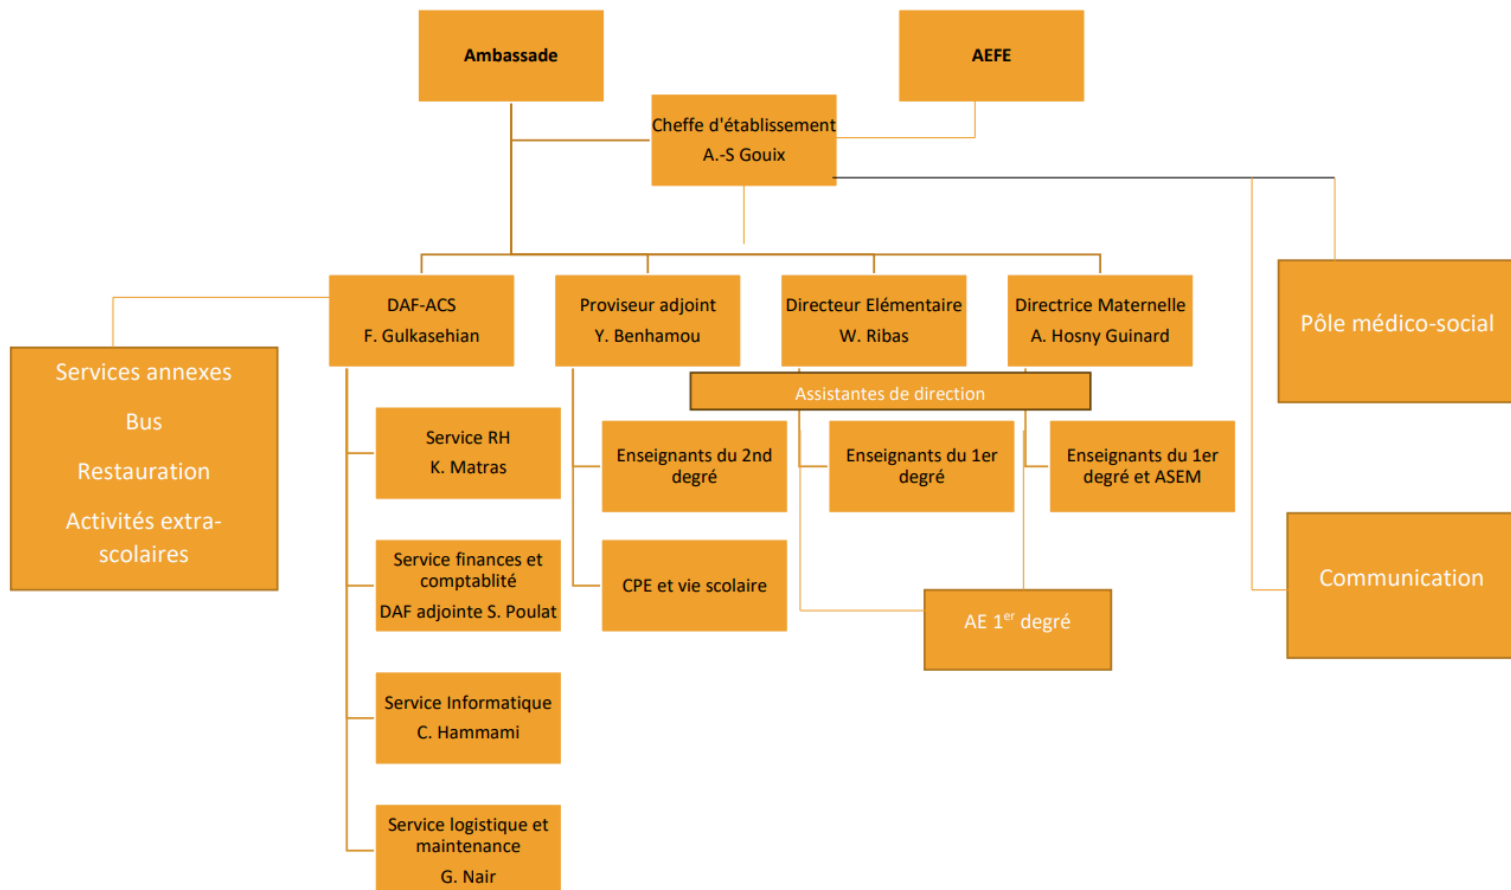 Ambassade
AEFE
Cheffe d'établissement
A.-S Gouix
DAF-ACS
F. Gulkasehian
Proviseur adjoint
Y. Benhamou
Directeur Elémentaire
W. Ribas
Directrice Maternelle
A. Hosny Guinard
Pôle médico-social
Services annexes
Bus
Restauration
Activités extra-
scolaires
Assistantes de direction
Service RH
K. Matras
Enseignants du 2nd
degré
Enseignants du 1er
degré
Enseignants du 1er
degré et ASEM
Service finances et
comptablité
DAF adjointe S. Poulat
CPE et vie scolaire
AE 1er degré
Communication
Service Informatique
C. Hammami
Service logistique et
maintenance
G. Nair